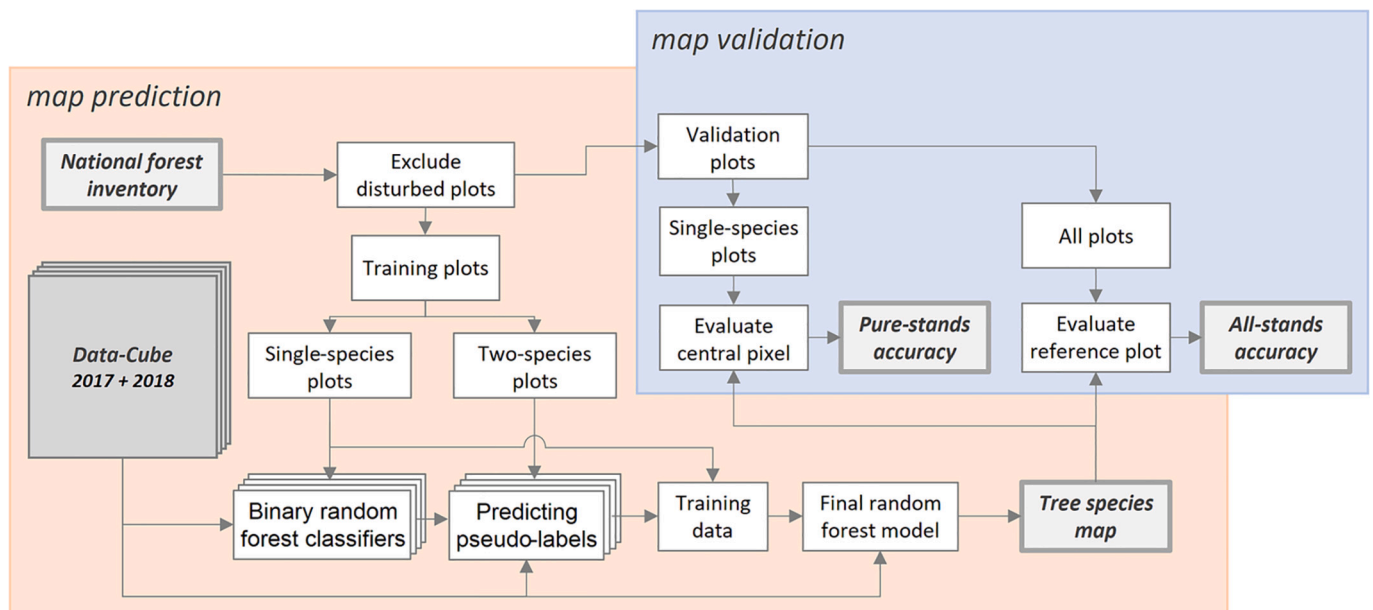 map validation
map prediction
National forest
inventory
Exclude
disturbed plots
Validation
plots
Training plots
Single-species
plots
All plots
Data-Cube
2017 + 2018
Single-species
plots
Two-species
plots
Evaluate
central pixel
Pure-stands
accuracy
Evaluate
reference plot
All-stands
accuracy
Binary random
forest classifiers
Predicting
pseudo-labels
Training
data
Final random
forest model
Tree species
map